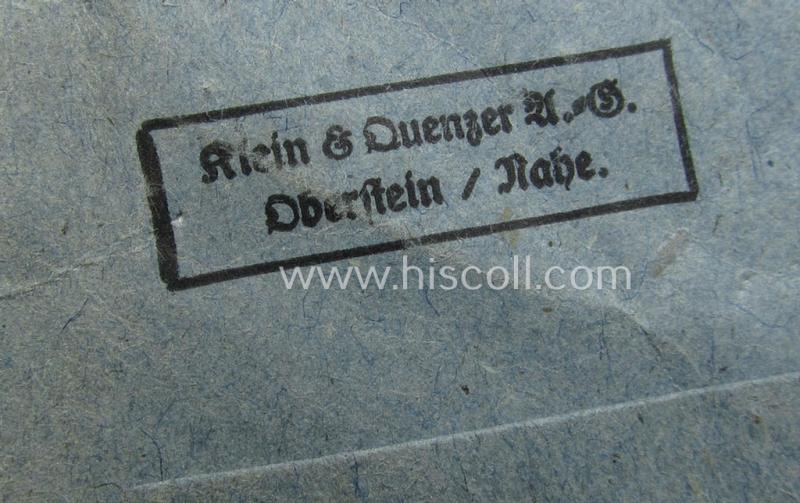 Klein & Quenzer A.=G.
Oberstein / Nahe.
www.hiscoll.com